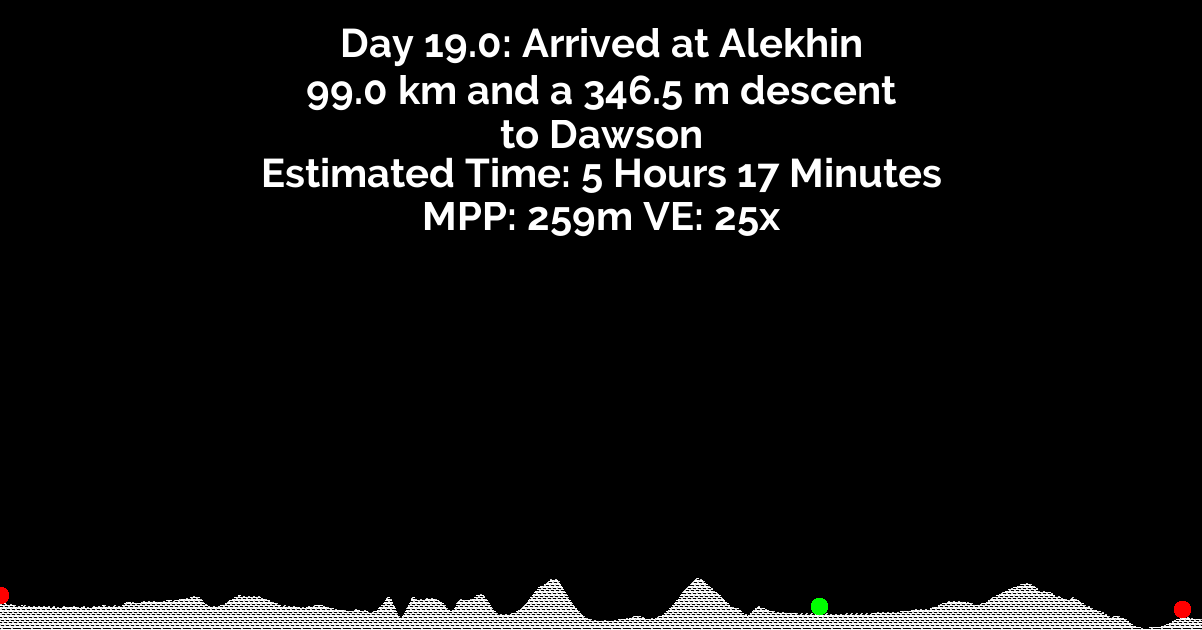 Day 19.0: Arrived at Alekhin
99.0 km and a 346.5 m descent
to Dawson
Estimated Time: 5 Hours 17 Minutes
MPP: 259m VE: 25x